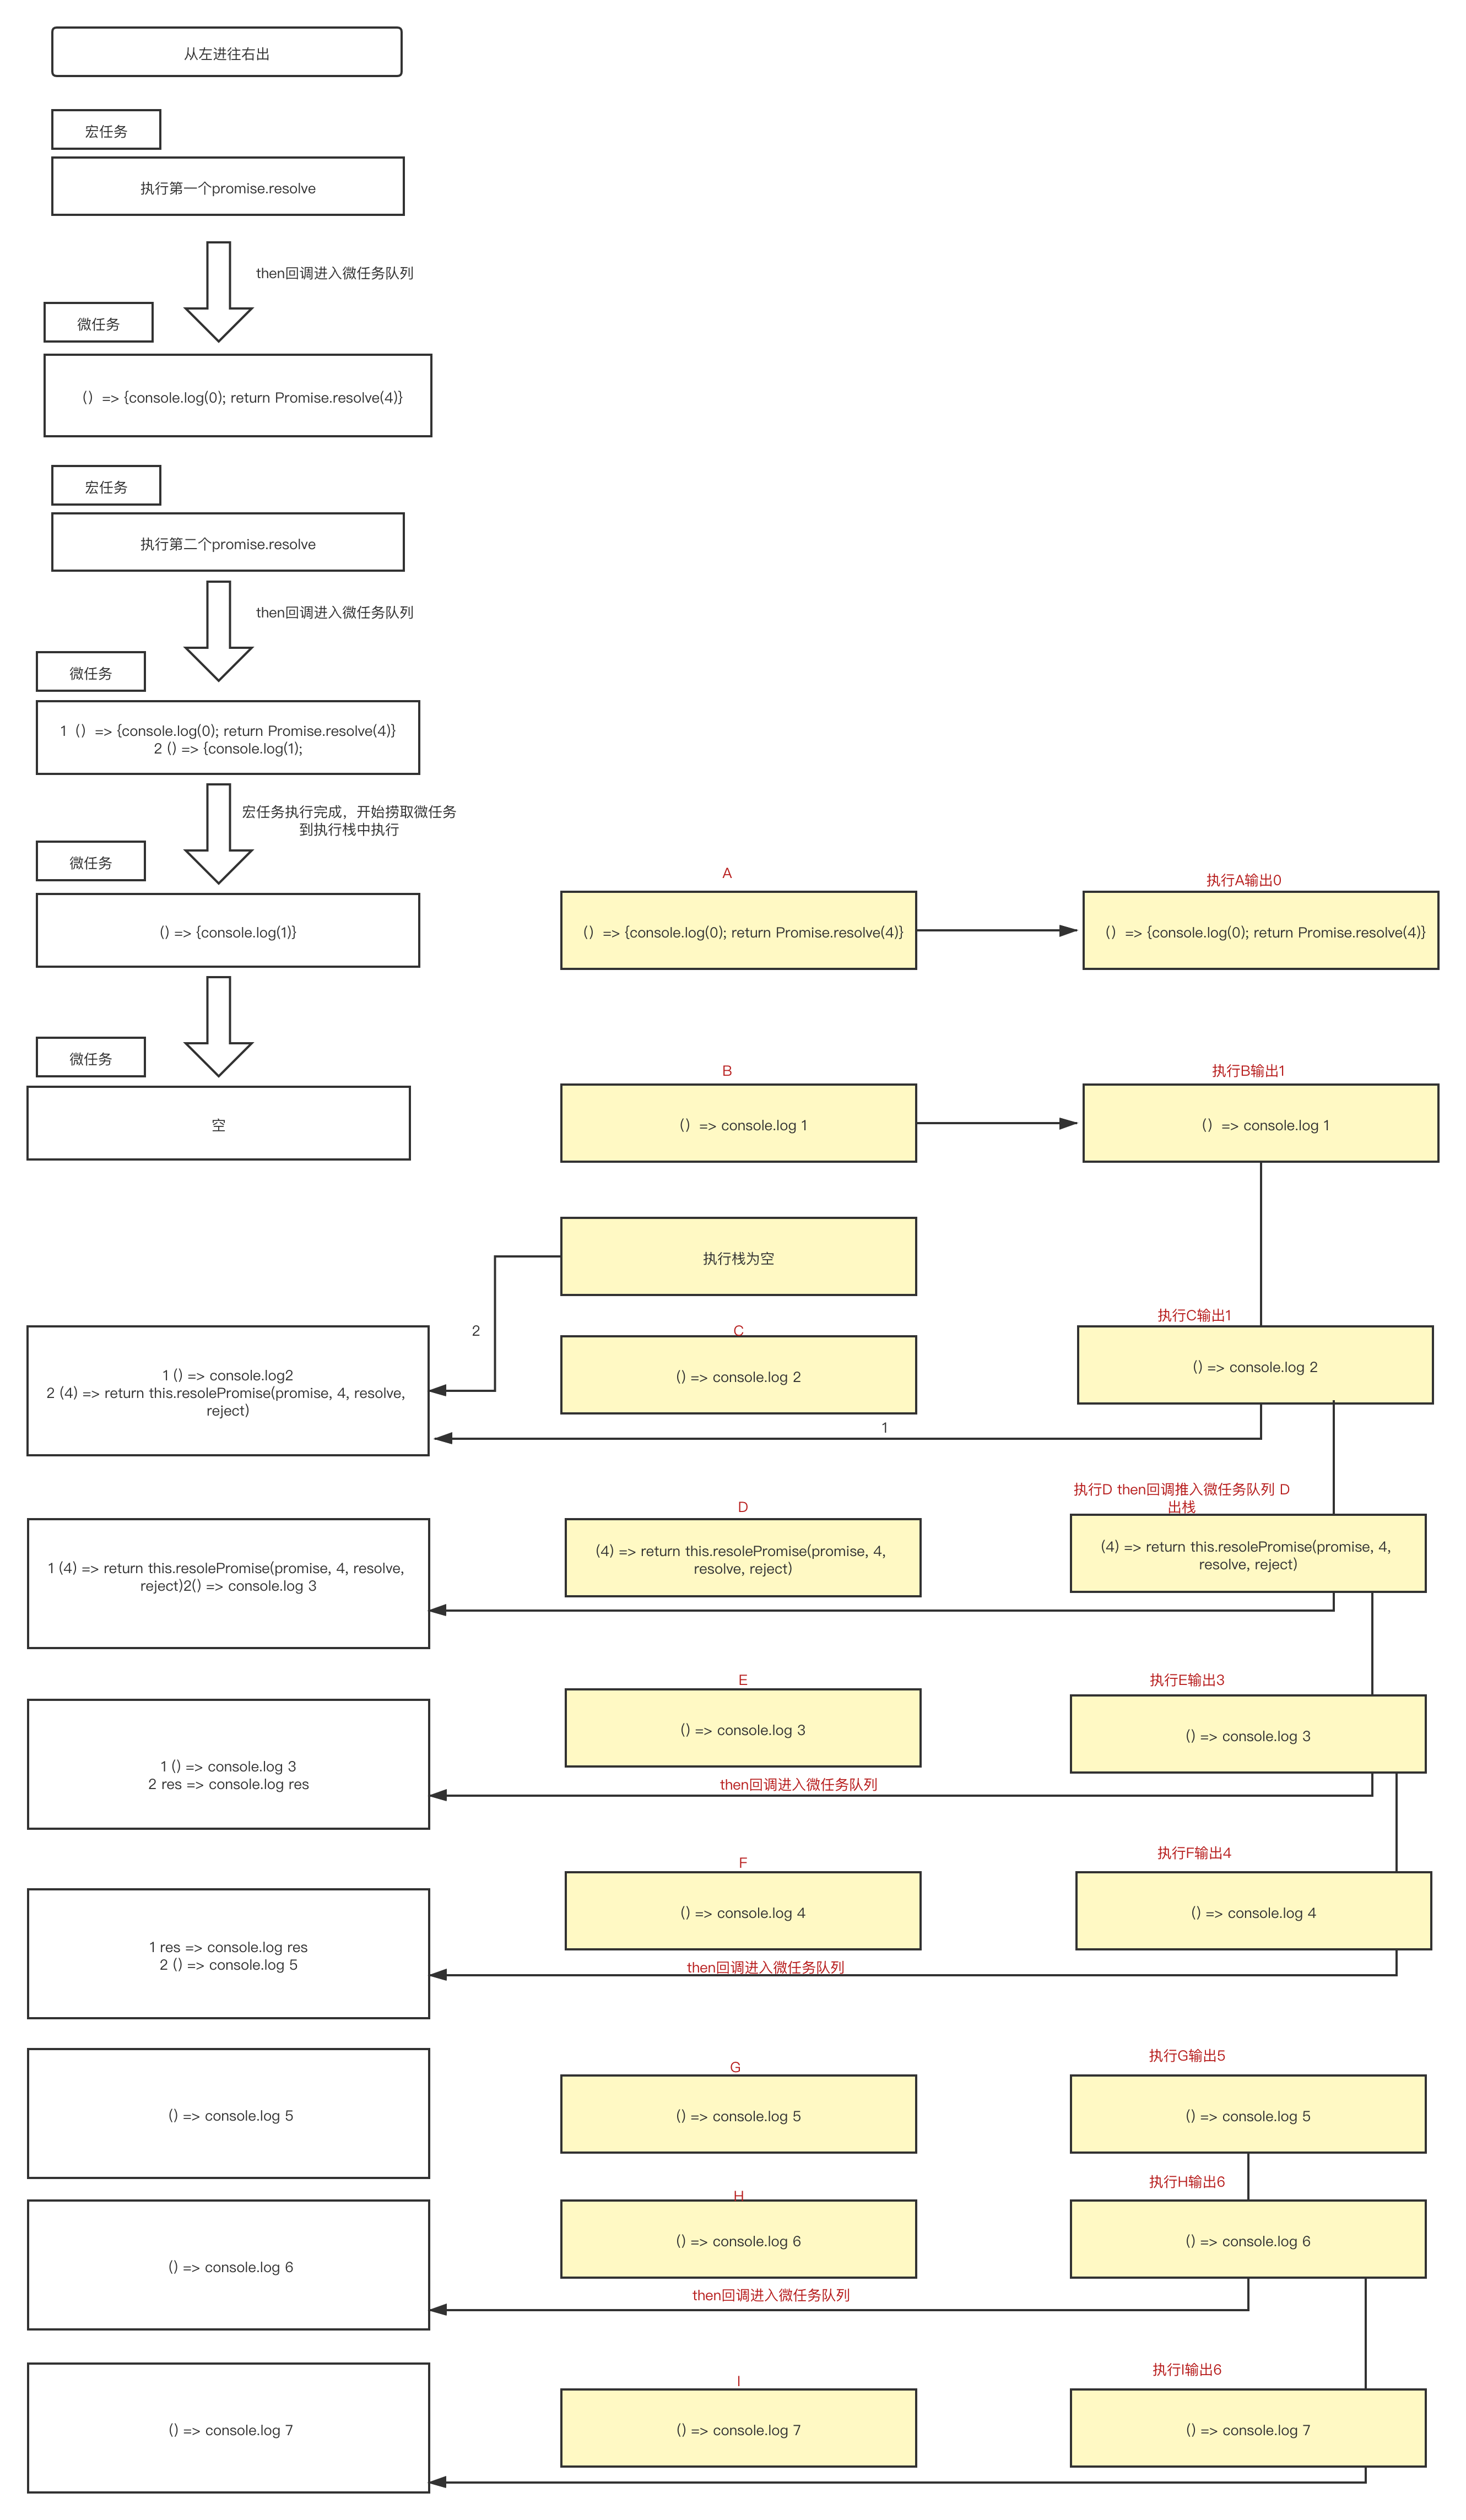 从左进往右出
宏任务
执行第一个promise.resolve
then回调进入微任务队列
微任务
() => {console.log(0); return Promise.resolve(4)}
宏任务
执行第二个promise.resolve
then回调进入微任务队列
微任务
1 () => {console.log(0); return Promise.resolve(4)}
2 () => {console.log(1);
宏任务执行完成，开始捞取微任务
到执行栈中执行
微任务
() => {console.log(1)}
A
() => {console.log(0); return Promise.resolve(4)}
执行A输出0
() => {console.log(0); return Promise.resolve(4)}
微任务
空
B
() => console.log 1
执行B输出1
() => console.log 1
执行栈为空
2
1 () => console.log2
2 (4) => return this.resolePromise(promise, 4, resolve,
reject)
C
() => console.log 2
执行C输出1
() => console.log 2
1
1 (4) => return this.resolePromise(promise, 4, resolve,
reject)2() => console.log 3
D
(4) => return this.resolePromise(promise, 4,
resolve, reject)
执行D then回调推入微任务队列 D
出栈
(4) => return this.resolePromise(promise, 4,
resolve, reject)
1 () => console.log 3
2 res => console.log res
E
() => console.log 3
执行E输出3
() => console.log 3
then回调进入微任务队列
1 res => console.log res
2 () => console.log 5
F
() => console.log 4
执行F输出4
() => console.log 4
then回调进入微任务队列
() => console.log 5
G
() => console.log 5
执行G输出5
() => console.log 5
() => console.log 6
H
() => console.log 6
执行H输出6
() => console.log 6
then回调进入微任务队列
() => console.log 7
I
() => console.log 7
执行I输出6
() => console.log 7